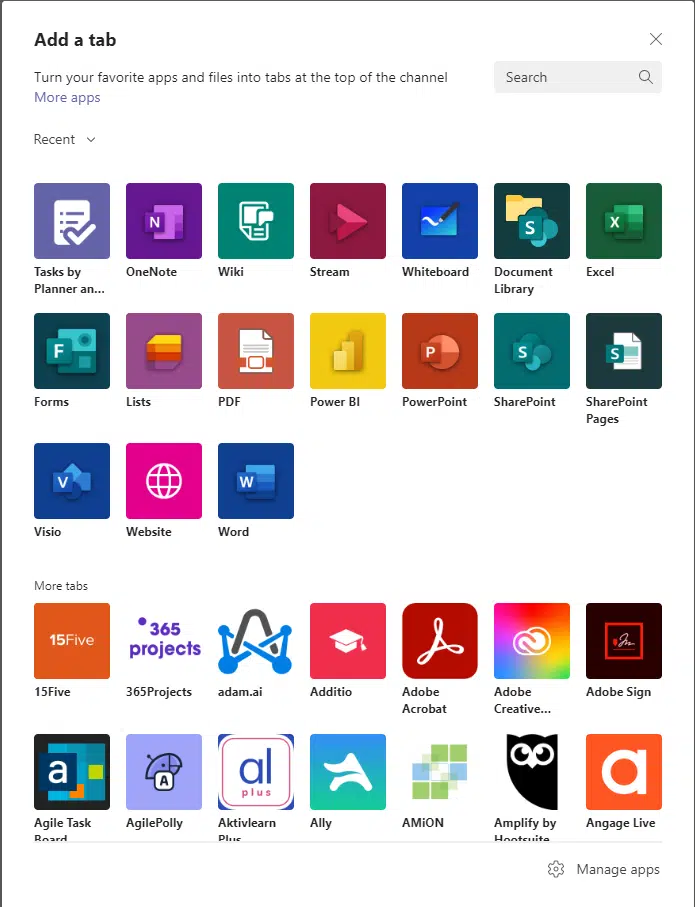 Add a tab
Turn your favorite apps and files into tabs at the top of the channel
Search
More apps
Recent
N
S
X
Tasks by
Planner an...
OneNote
Wiki
Stream
Whiteboard
Document
Library
Excel
F
P
S
S
Forms
Lists
PDF
Power BI
PowerPoint
SharePoint
SharePoint
Pages
V
W
Visio
Website
Word
More tabs
15Five
365
projects
15Five
365Projects
adam.ai
Additio
Adobe
Acrobat
Adobe
Creative...
Adobe Sign
a
A
al
plus
a
Agile Task
Board
AgilePolly
Aktivlearn
Plus
Ally
AMiON
Amplify by
Hootsuite
Angage Live
Manage apps